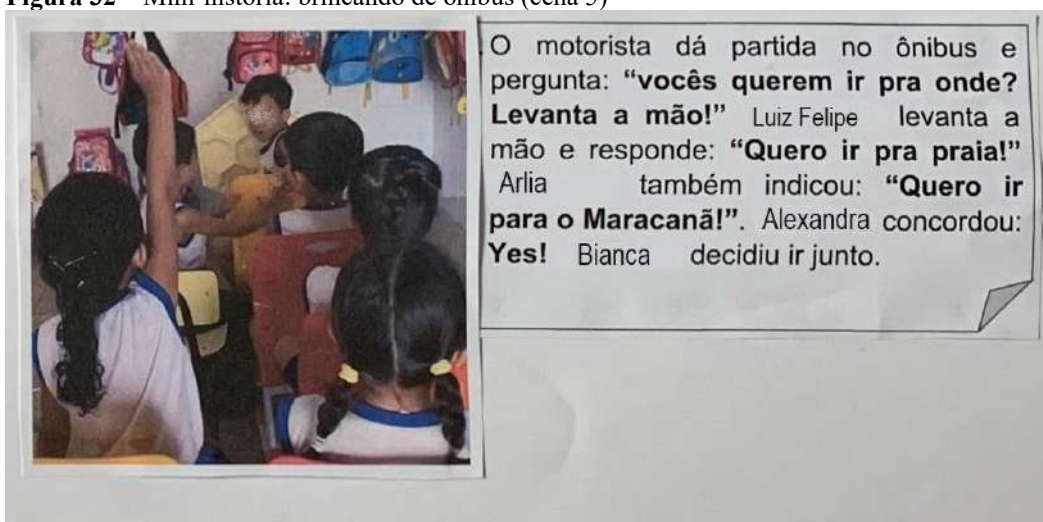 Figura 32 – Mini-história: brincando de ônibus (cena 5)
O motorista dá partida no ônibus e
pergunta: “vocês querem ir pra onde?
Levanta a mão!” Luiz Felipe levanta a
mão e responde: “Quero ir pra praia!”
Arlia também indicou: “Quero ir
para o Maracanã!”. Alexandra concordou:
Yes! Bianca decidiu ir junto.